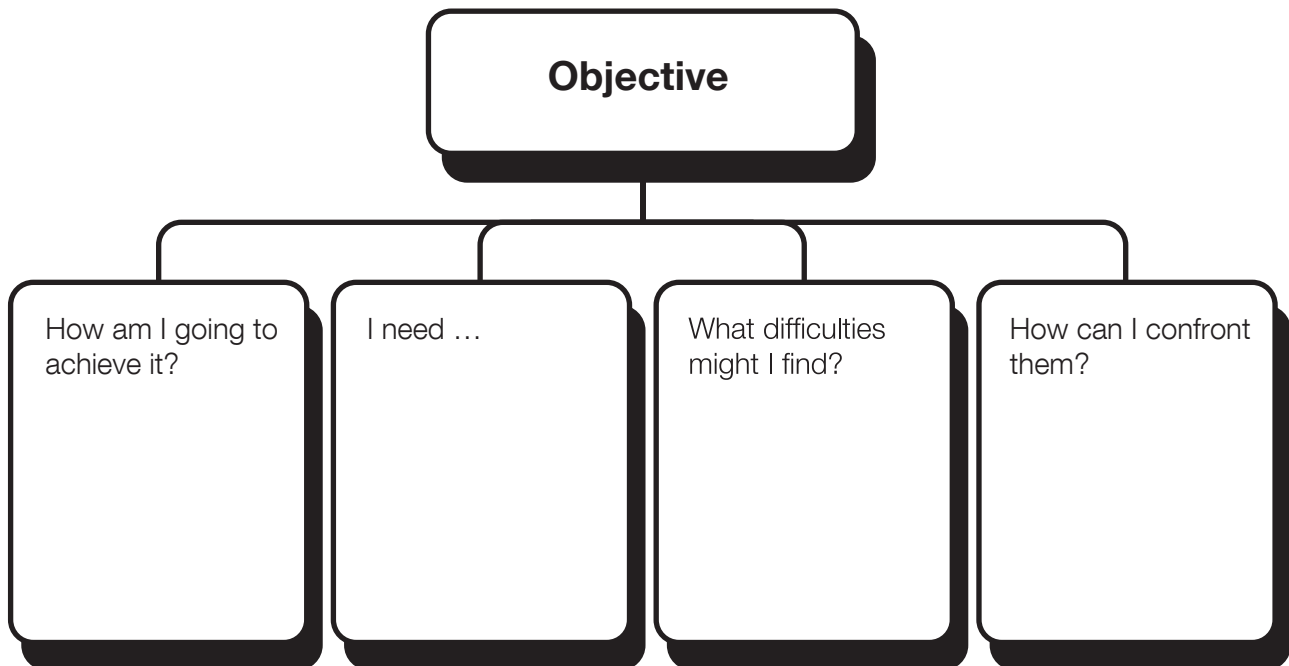 Objective
How am I going to
achieve it?
I need …
What difficulties
might I find?
How can I confront
them?